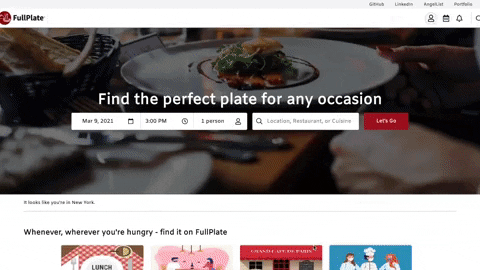 GitHub LinkedIn AngelList Portfolio
FullPlate
Find the perfect plate for any occasion
Mar 9, 2021 3:00 PM 1 person Location, Restaurant, or Cuisine Let's Go
It looks like you're in New York.
Whenever, wherever you're hungry - find it on FullPlate
LUNCH
GRAND CAFE DE PARIS